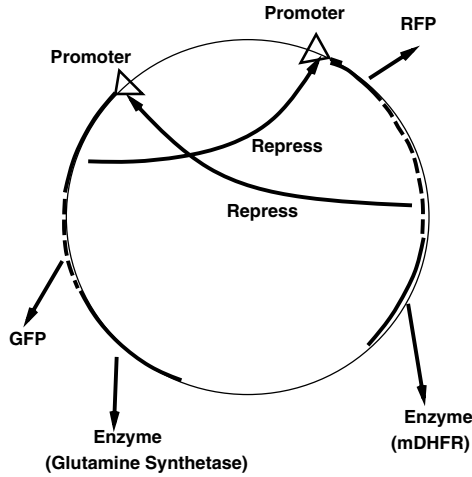 Promoter
RFP
Promoter
Repress
Repress
GFP
Enzyme
(mDHFR)
Enzyme
(Glutamine Synthetase)